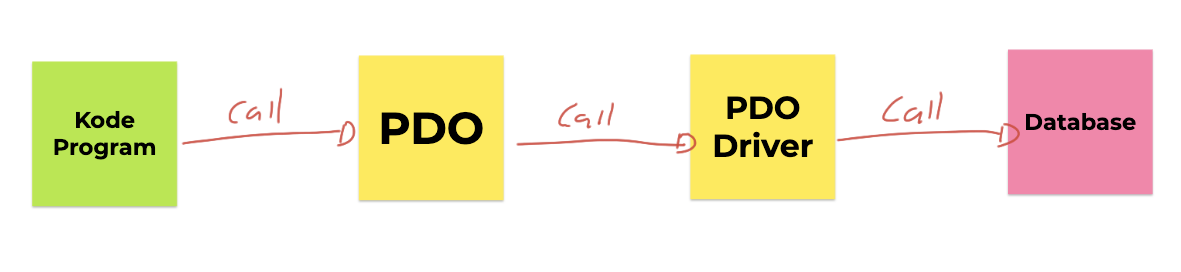 Kode
Program
call
PDO
call
PDO
Driver
call
Database